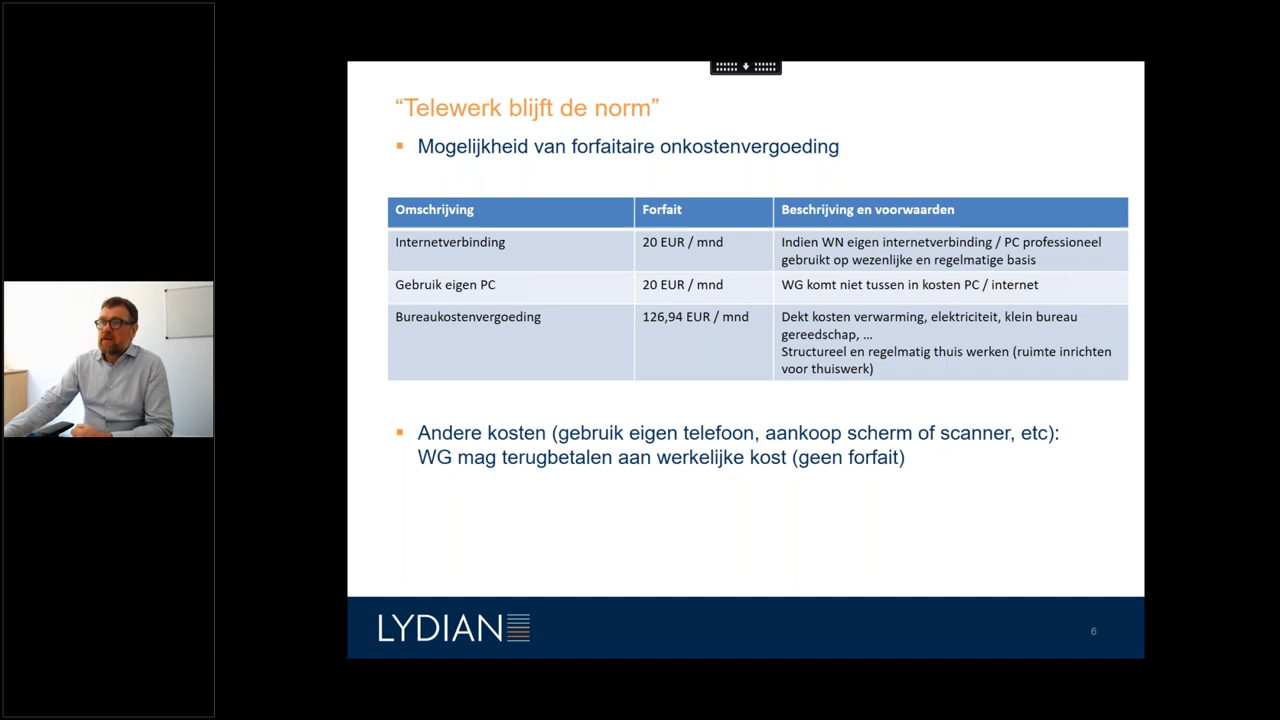 “Telewerk blijft de norm”
Mogelijkheid van forfaitaire onkostenvergoeding
Omschrijving Forfait Beschrijving en voorwaarden
Internetverbinding 20 EUR / mnd Indien WN eigen internetverbinding / PC professioneel
gebruikt op wezenlijke en regelmatige basis
Gebruik eigen PC 20 EUR / mnd WG komt niet tussen in kosten PC / internet
Bureaukostenvergoeding 126,94 EUR / mnd Dekt kosten verwarming, elektriciteit, klein bureau
gereedschap, ...
Structureel en regelmatig thuis werken (ruimte inrichten
voor thuiswerk)
Andere kosten (gebruik eigen telefoon, aankoop scherm of scanner, etc):
WG mag terugbetalen aan werkelijke kost (geen forfait)
LYDIAN
6